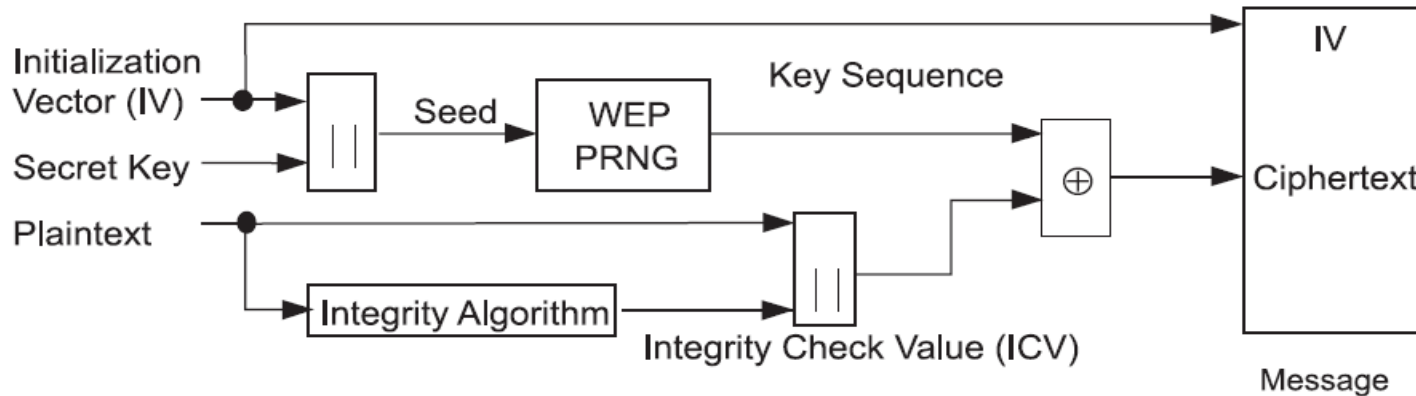 IV
Initialization
Vector (IV)
Key Sequence
||
Seed
WEP
PRNG
Secret Key
⊕
Ciphertext
Plaintext
||
Integrity Algorithm
Integrity Check Value (ICV)
Message